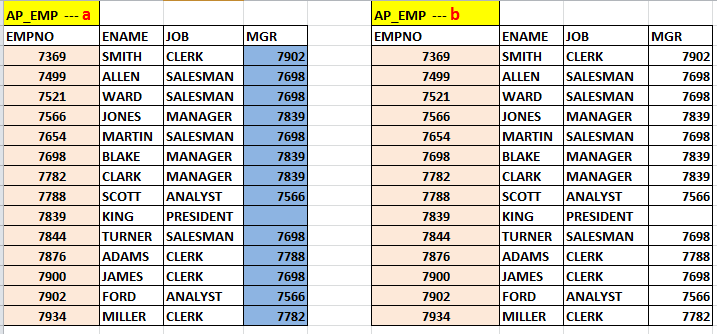 AP_EMP --- a AP_EMP --- b
EMPNO ENAME JOB MGR EMPNO ENAME JOB MGR
7369 SMITH CLERK 7902 7369 SMITH CLERK 7902
7499 ALLEN SALESMAN 7698 7499 ALLEN SALESMAN 7698
7521 WARD SALESMAN 7698 7521 WARD SALESMAN 7698
7566 JONES MANAGER 7839 7566 JONES MANAGER 7839
7654 MARTIN SALESMAN 7698 7654 MARTIN SALESMAN 7698
7698 BLAKE MANAGER 7839 7698 BLAKE MANAGER 7839
7782 CLARK MANAGER 7839 7782 CLARK MANAGER 7839
7788 SCOTT ANALYST 7566 7788 SCOTT ANALYST 7566
7839 KING PRESIDENT 7839 KING PRESIDENT
7844 TURNER SALESMAN 7698 7844 TURNER SALESMAN 7698
7876 ADAMS CLERK 7788 7876 ADAMS CLERK 7788
7900 JAMES CLERK 7698 7900 JAMES CLERK 7698
7902 FORD ANALYST 7566 7902 FORD ANALYST 7566
7934 MILLER CLERK 7782 7934 MILLER CLERK 7782